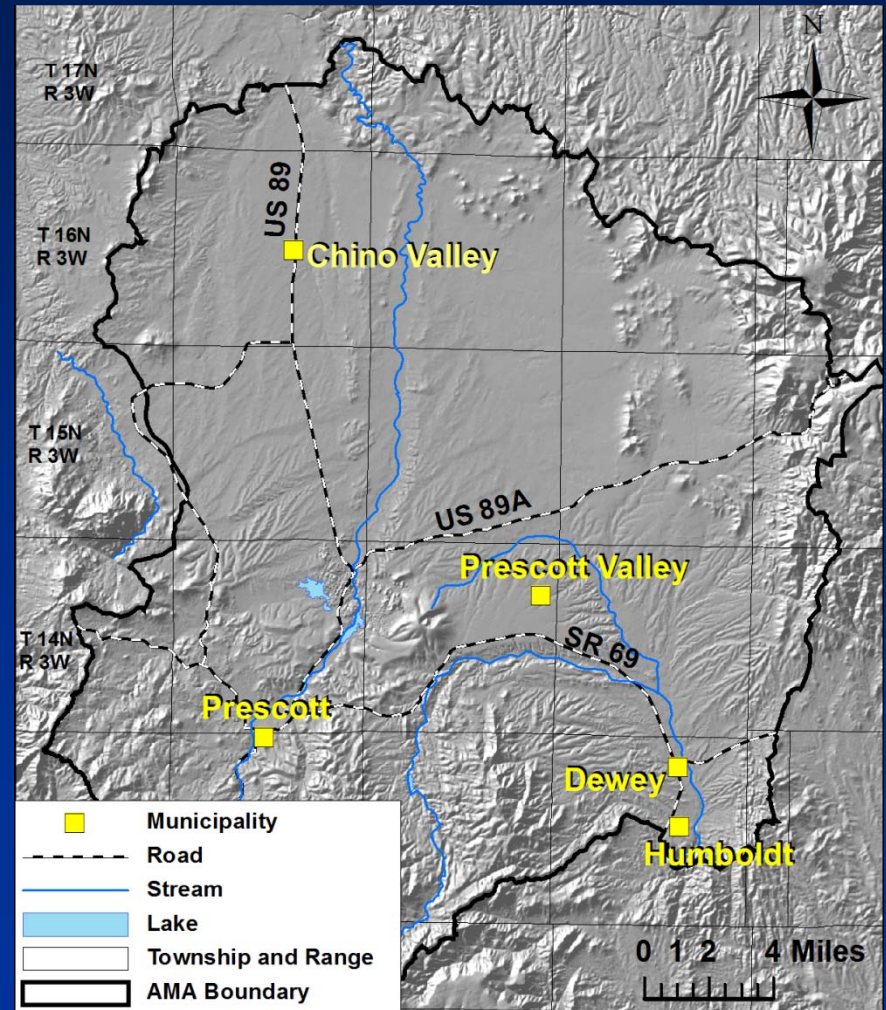 N
T 17N
R 3W
US 89
T 16N
R 3W
Chino Valley
T 15N
R 3W
US 89A
Prescott Valley
T 14N
R 3W
SR 69
Prescott
Dewey
Humboldt
Municipality
Road
Stream
Lake
Township and Range
AMA Boundary
0 1 2 4 Miles